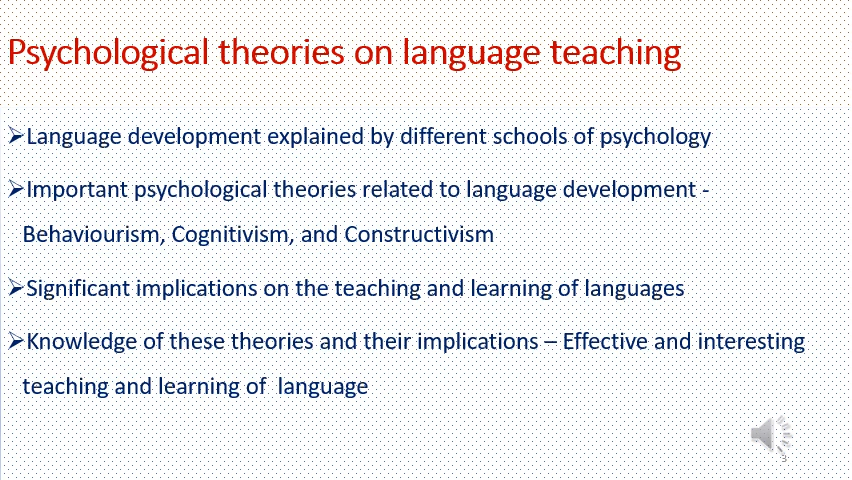 Psychological theories on language teaching
➢Language development explained by different schools of psychology
➢Important psychological theories related to language development -
Behaviourism, Cognitivism, and Constructivism
➢Significant implications on the teaching and learning of languages
➢Knowledge of these theories and their implications – Effective and interesting
teaching and learning of  language
3